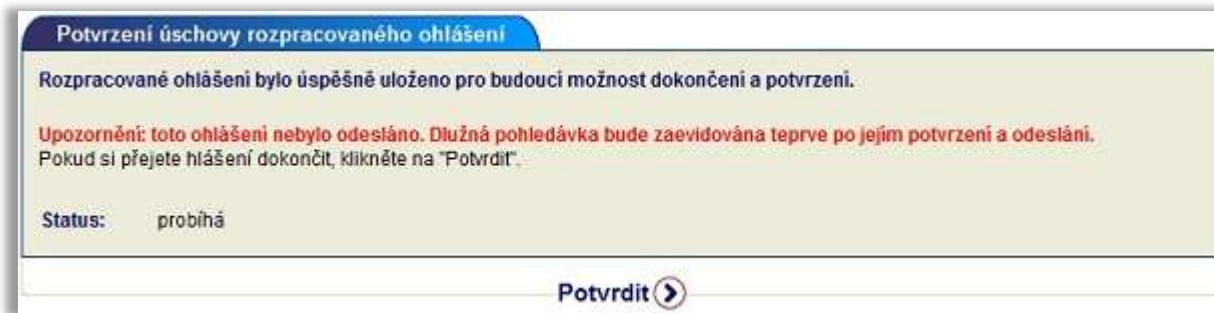 Potvrzení úschovy rozpracovaného ohlášení
Rozpracované ohlášení bylo úspěšně uloženo pro budoucí možnost dokončení a potvrzení.
Upozornění: toto ohlášení nebylo odesláno. Dlužná pohledávka bude zaevidována teprve po jejím potvrzení a odeslání.
Pokud si přejete hlášení dokončit, klikněte na "Potvrdit".
Status: probíhá
Potvrdit